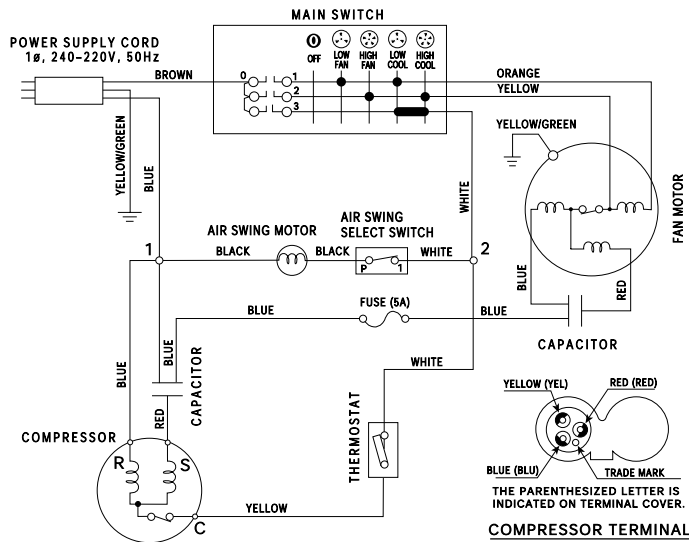 MAIN SWITCH
POWER SUPPLY CORD
1ø, 240-220V, 50Hz
OFF
LOW
FAN
HIGH
FAN
LOW
COOL
HIGH
COOL
BROWN
0
1
2
3
ORANGE
YELLOW
YELLOW/GREEN
YELLOW/GREEN
BLUE
WHITE
FAN MOTOR
AIR SWING MOTOR
AIR SWING
SELECT SWITCH
1
BLACK
BLACK
P
1
WHITE
2
BLUE
RED
BLUE
FUSE (5A)
BLUE
CAPACITOR
BLUE
BLUE
CAPACITOR
RED
WHITE
THERMOSTAT
COMPRESSOR
R
S
C
YELLOW
YELLOW (YEL)
RED (RED)
BLUE (BLU)
TRADE MARK
THE PARENTHESIZED LETTER IS
INDICATED ON TERMINAL COVER.
COMPRESSOR TERMINAL